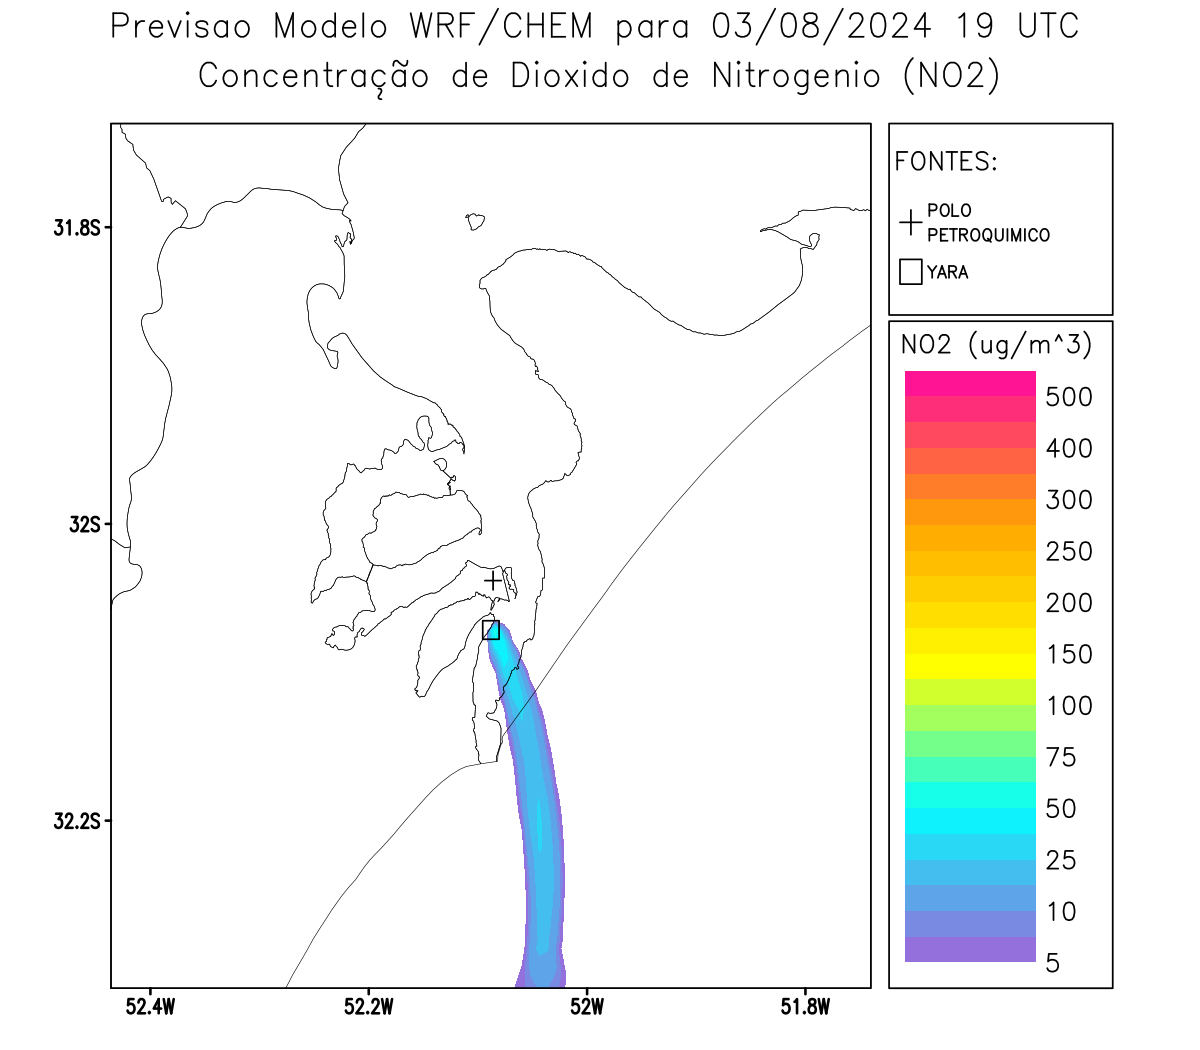 Previsao Modelo WRF/CHEM para 03/08/2024 19 UTC
Concentração de Dioxido de Nitrogenio (NO2)
FONTES:
POLO
PETROQUIMICO
YARA
NO2 (ug/m^3)
500
400
300
250
200
150
100
75
50
25
10
5
31.8S
32S
32.2S
52.4W
52.2W
52W
51.8W